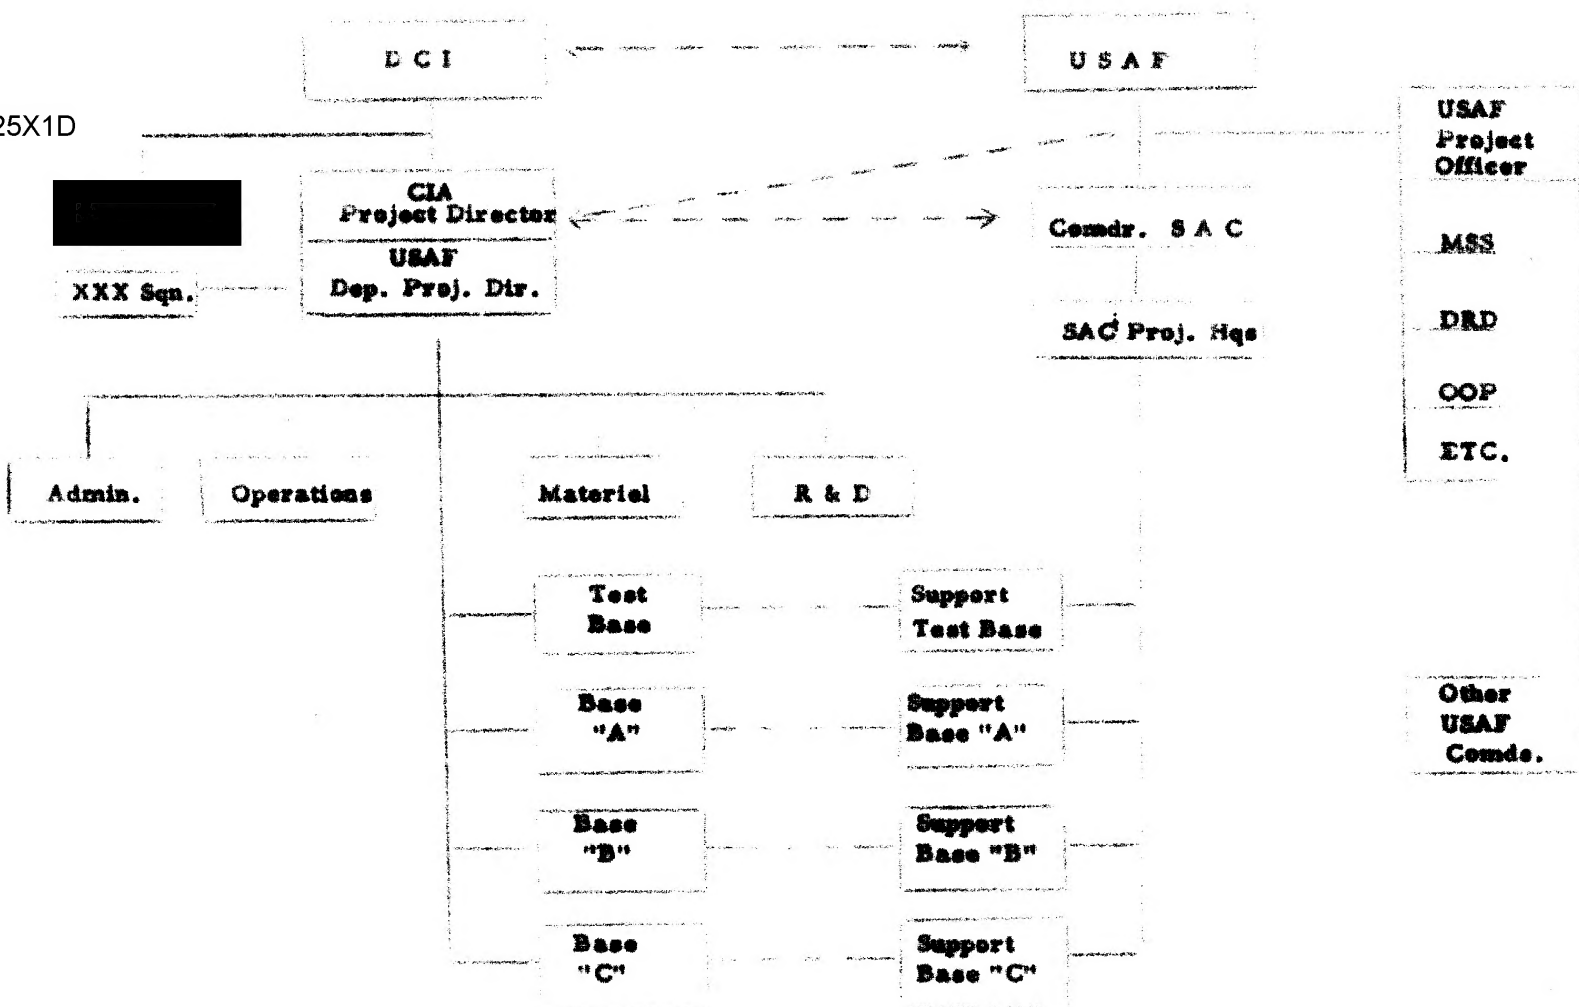 D C I
U S A F
25X1D
USAF
Project
Officer
CIA
Project Director
USAF
Dep. Proj. Dir.
XXX Sqn.
Comdr. S A C
SAC Proj. Hqs
MSS
DRD
OOP
ETC.
Admin.
Operations
Materiel
R & D
Test
Base
Support
Test Base
Base
"A"
Support
Base "A"
Other
USAF
Comds.
Base
"B"
Support
Base "B"
Base
"C"
Support
Base "C"